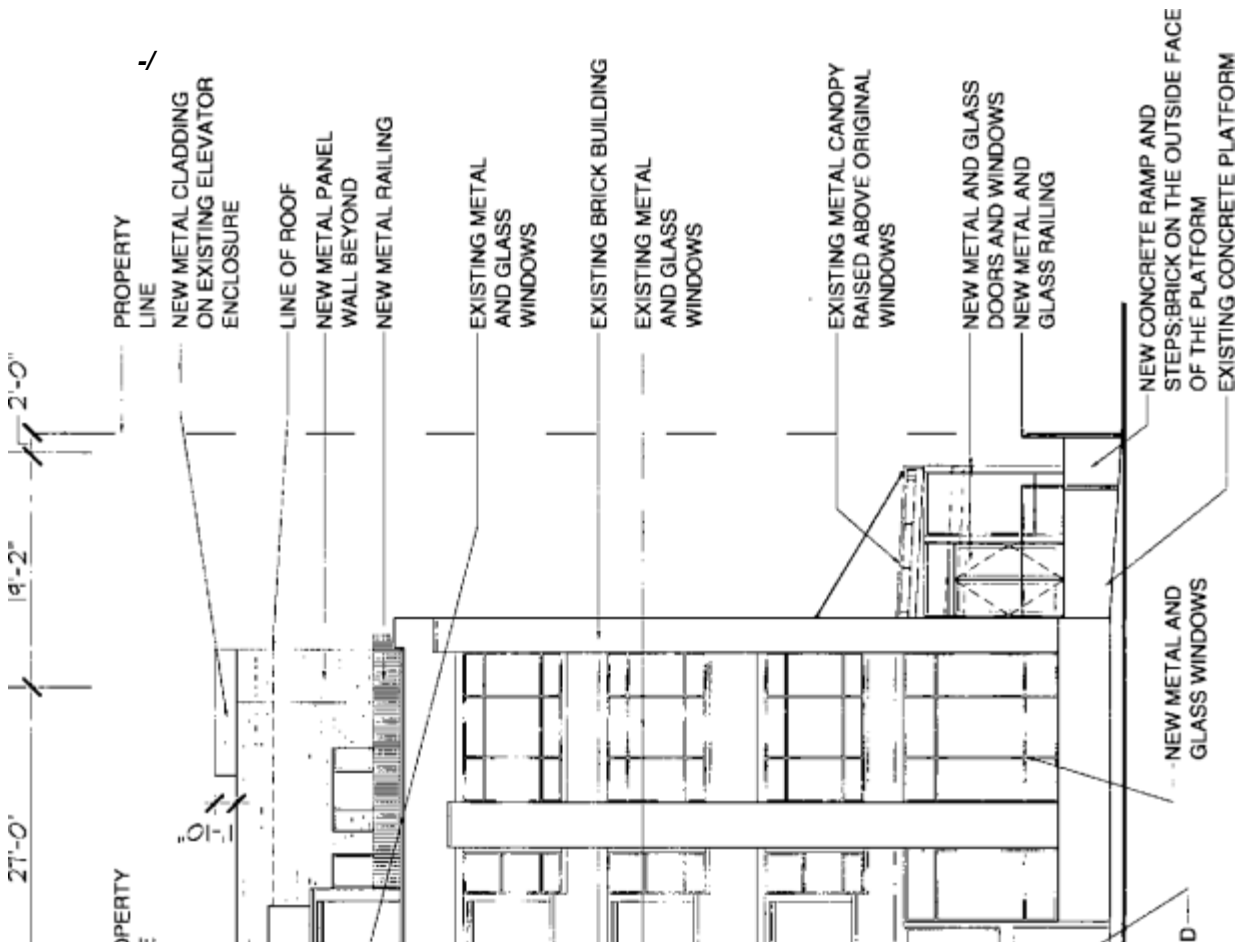 -/
PROPERTY
LINE
NEW METAL CLADDING
ON EXISTING ELEVATOR
ENCLOSURE
LINE OF ROOF
NEW METAL PANEL
WALL BEYOND
NEW METAL RAILING
EXISTING METAL
AND GLASS
WINDOWS
EXISTING BRICK BUILDING
EXISTING METAL
AND GLASS
WINDOWS
EXISTING METAL CANOPY
RAISED ABOVE ORIGINAL
WINDOWS
NEW METAL AND GLASS
DOORS AND WINDOWS
NEW METAL AND
GLASS RAILING
NEW CONCRETE RAMP AND
STEPS:BRICK ON THE OUTSIDE FACE
OF THE PLATFORM
EXISTING CONCRETE PLATFORM
NEW METAL AND
GLASS WINDOWS
2'-0"
19'-2"
27'-0"
1'-10"
OPERTY
E
D